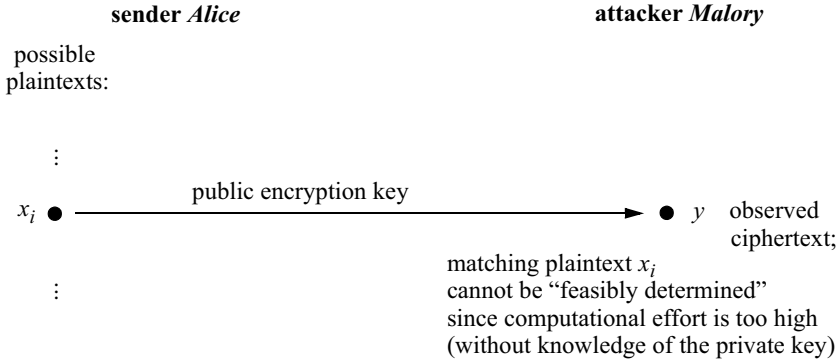 sender Alice
attacker Malory
possible
plaintexts:
⋮
public encryption key
x_i
y observed
ciphertext;
⋮
matching plaintext x_i
cannot be “feasibly determined”
since computational effort is too high
(without knowledge of the private key)